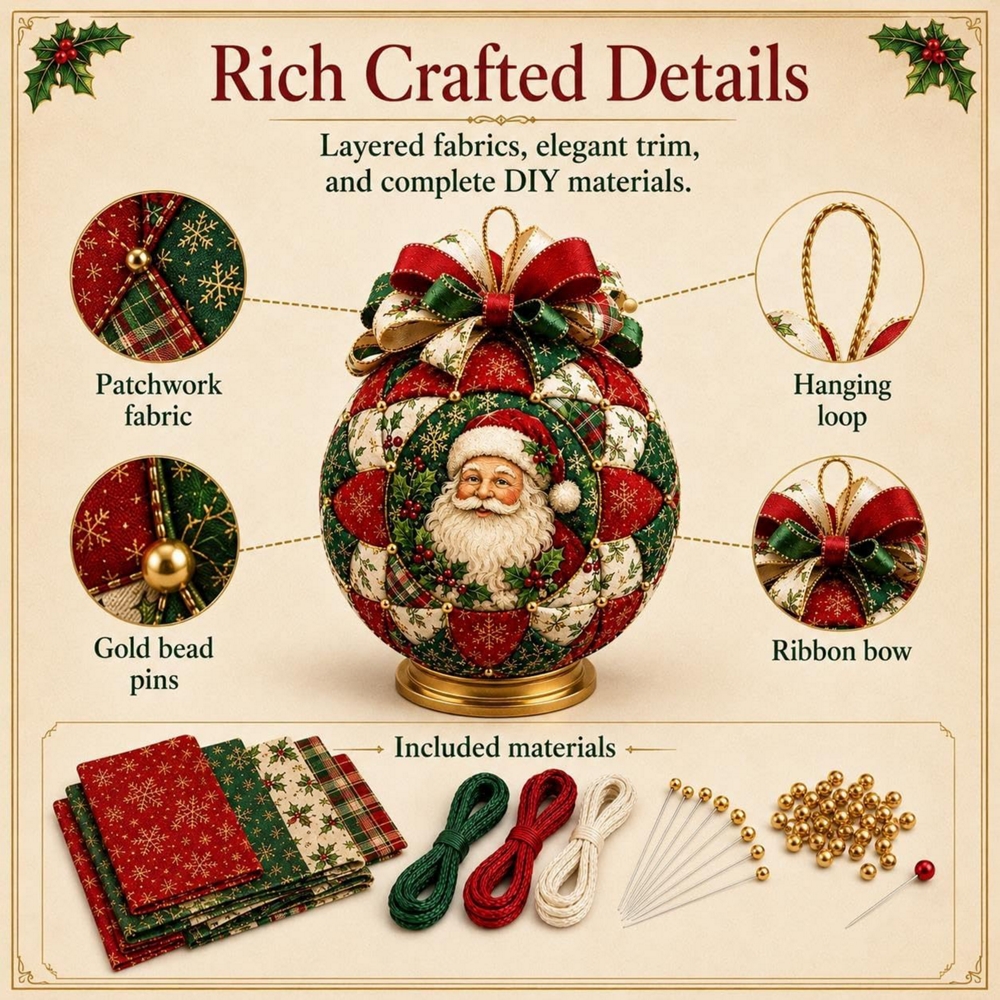 Rich Crafted Details
Layered fabrics, elegant trim,
and complete DIY materials.
Patchwork
fabric
Hanging
loop
Gold bead
pins
Ribbon bow
Included materials